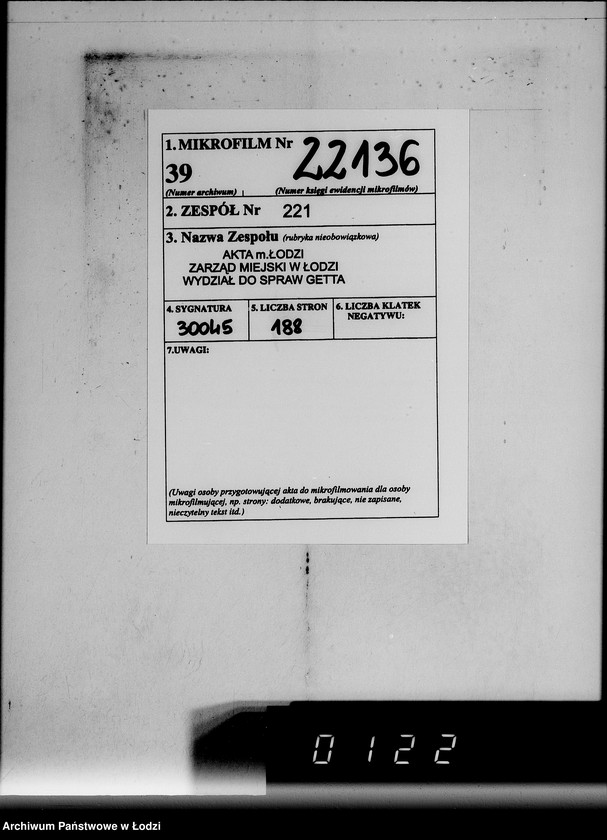 1. MIKROFILM Nr 22136
39
(Numer archiwum) (Numer księgi ewidencji mikrofilmów)
2. ZESPÓŁ Nr 221
3. Nazwa Zespołu (rubryka nieobowiązkowa)
AKTA m.ŁODZI
ZARZĄD MIEJSKI W ŁODZI
WYDZIAŁ DO SPRAW GETTA
4. SYGNATURA 5. LICZBA STRON 6. LICZBA KLATEK
NEGATYWU:
30045 188
7.UWAGI:
(Uwagi osoby przygotowującej akta do mikrofilmowania dla osoby
mikrofilmującej, np. strony: dodatkowe, brakujące, nie zapisane,
nieczytelny tekst itd.)
0122
Archiwum Państwowe w Łodzi